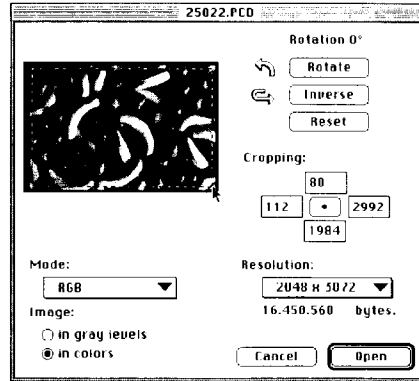 25022.PCD
Rotation 0°
Rotate
Inverse
Reset
Cropping:
80
112 2992
1984
Mode: Resolution:
RGB 2048 x 3072
16.450.560 bytes.
Image:
in gray levels
in colors
Cancel Open